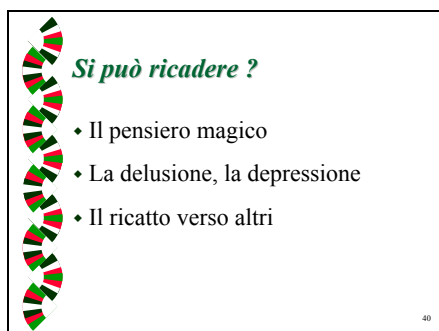 Si può ricadere ?
Il pensiero magico
La delusione, la depressione
Il ricatto verso altri
40